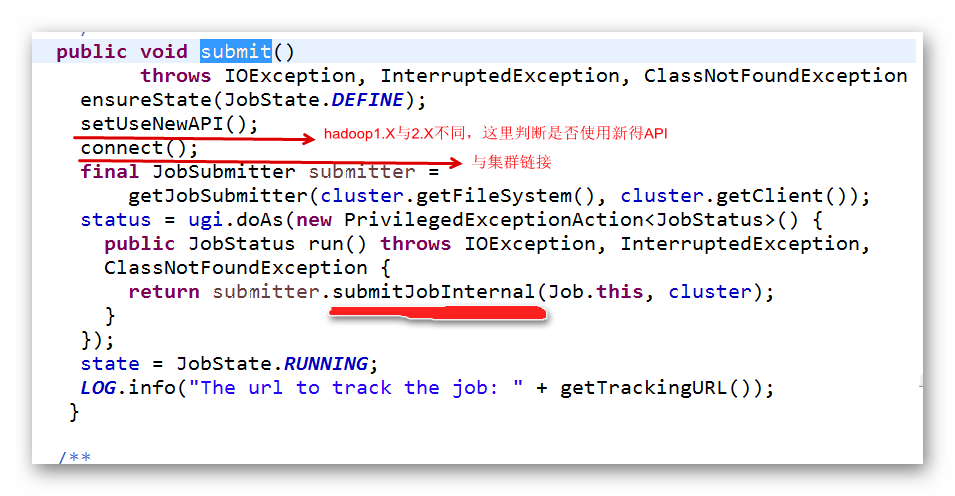 public void submit()
throws IOException, InterruptedException, ClassNotFoundException
ensureState(JobState.DEFINE);
setUseNewAPI();
hadoop1.X与2.X不同，这里判断是否使用新得API
connect();
与集群链接
final JobSubmitter submitter =
getJobSubmitter(cluster.getFileSystem(), cluster.getClient());
status = ugi.doAs(new PrivilegedExceptionAction<JobStatus>() {
public JobStatus run() throws IOException, InterruptedException,
ClassNotFoundException {
return submitter.submitJobInternal(Job.this, cluster);
}
});
state = JobState.RUNNING;
LOG.info("The url to track the job: " + getTrackingURL());
}
/**